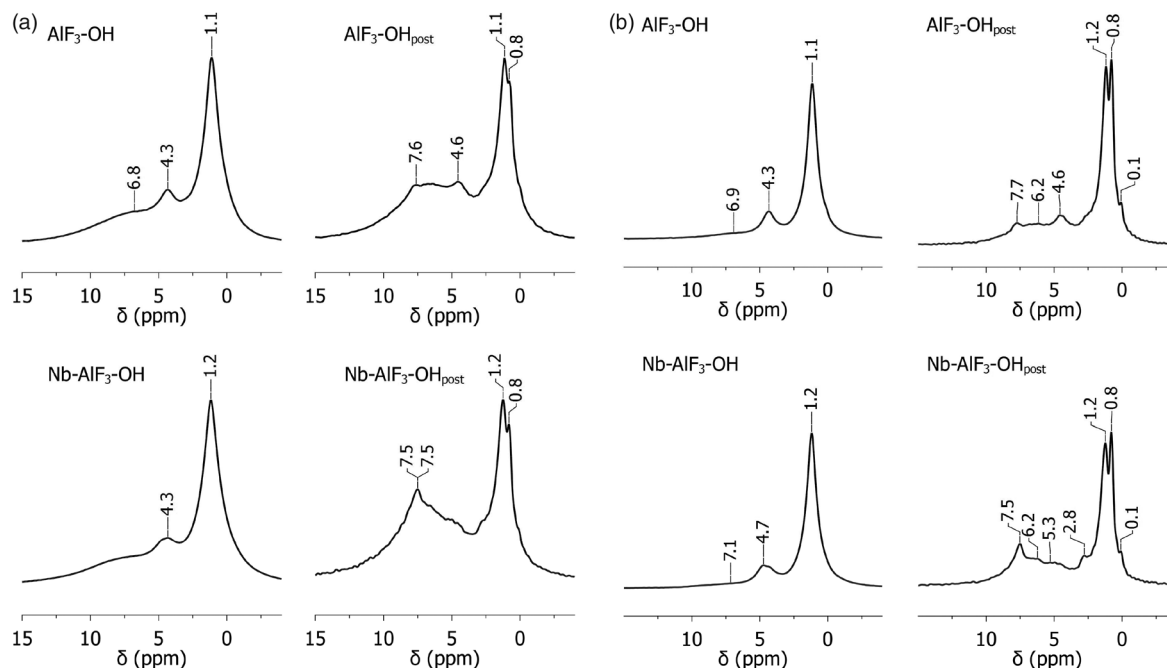 (a)
AlF₃-OH
6.8
4.3
1.1
15 10 5 0
δ (ppm)
AlF₃-OHpost
7.6
4.6
1.1
0.8
15 10 5 0
δ (ppm)
Nb-AlF₃-OH
4.3
1.2
15 10 5 0
δ (ppm)
Nb-AlF₃-OHpost
7.5
7.5
1.2
0.8
15 10 5 0
δ (ppm)
(b)
AlF₃-OH
6.9
4.3
1.1
10 5 0
δ (ppm)
AlF₃-OHpost
7.7
6.2
4.6
1.2
0.8
0.1
10 5 0
δ (ppm)
Nb-AlF₃-OH
7.1
4.7
1.2
10 5 0
δ (ppm)
Nb-AlF₃-OHpost
7.5
6.2
5.3
2.8
1.2
0.8
0.1
10 5 0
δ (ppm)